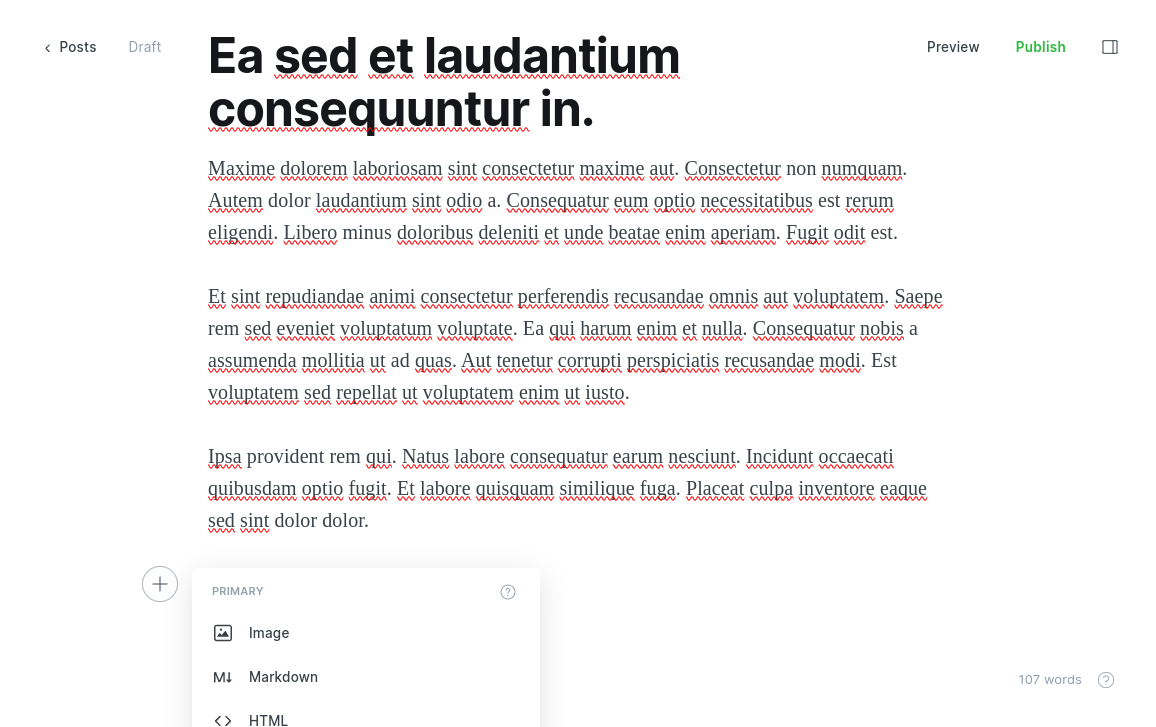 Posts
Draft
Preview
Publish
Ea sed et laudantium
consequuntur in.
Maxime dolorem laboriosam sint consectetur maxime aut. Consectetur non numquam.
Autem dolor laudantium sint odio a. Consequatur eum optio necessitatibus est rerum
eligendi. Libero minus doloribus deleniti et unde beatae enim aperiam. Fugit odit est.
Et sint repudiandae animi consectetur perferendis recusandae omnis aut voluptatem. Saepe
rem sed eveniet voluptatum voluptate. Ea qui harum enim et nulla. Consequatur nobis a
assumenda mollitia ut ad quas. Aut tenetur corrupti perspiciatis recusandae modi. Est
voluptatem sed repellat ut voluptatem enim ut iusto.
Ipsa provident rem qui. Natus labore consequatur earum nesciunt. Incidunt occaecati
quibusdam optio fugit. Et labore quisquam similique fuga. Placeat culpa inventore eaque
sed sint dolor dolor.
PRIMARY
Image
Markdown
HTML
107 words